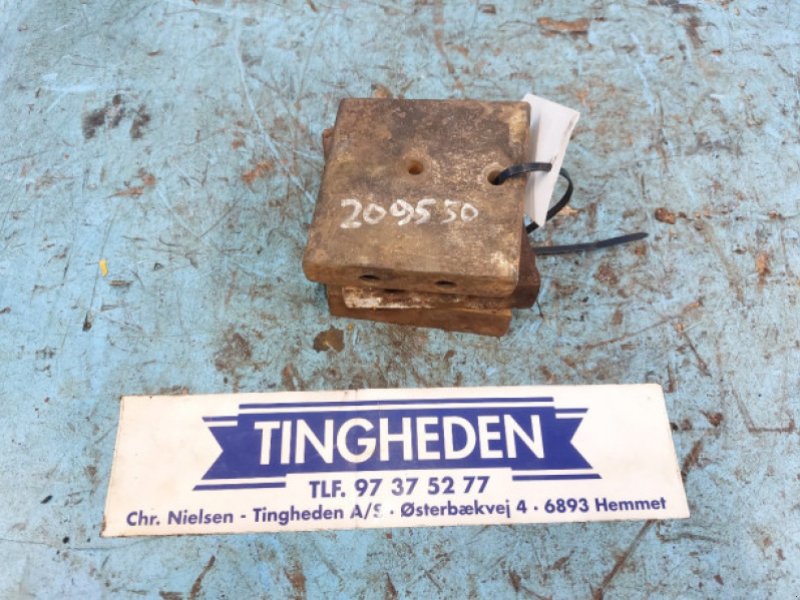 209550
TINGHEDEN
TLF. 97 37 52 77
Chr. Nielsen - Tingheden A/S - Østerbækvej 4 - 6893 Hemmet